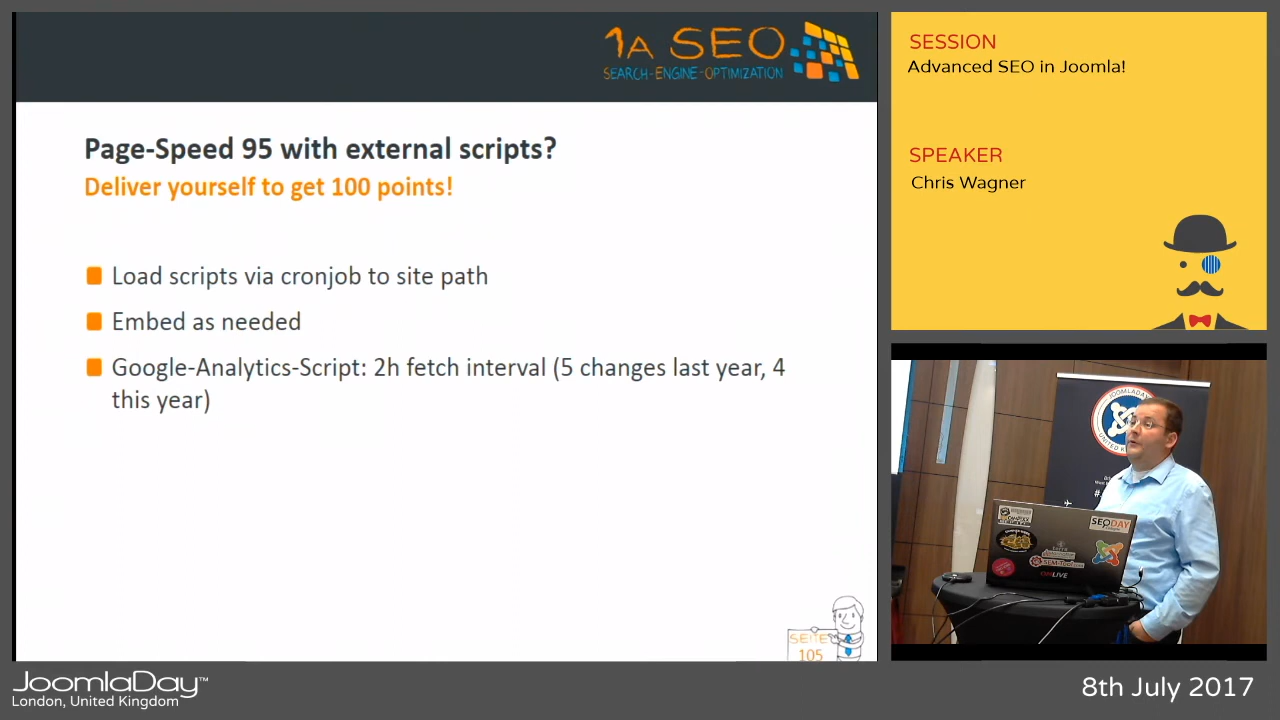 1A SEO
SEARCH-ENGINE-OPTIMIZATION
Page-Speed 95 with external scripts?
Deliver yourself to get 100 points!
Load scripts via cronjob to site path
Embed as needed
Google-Analytics-Script: 2h fetch interval (5 changes last year, 4
this year)
SEITE
105
SESSION
Advanced SEO in Joomla!
SPEAKER
Chris Wagner
JOOMLADAY
UNITED
SEODAY
JoomlaDay™
London, United Kingdom
8th July 2017